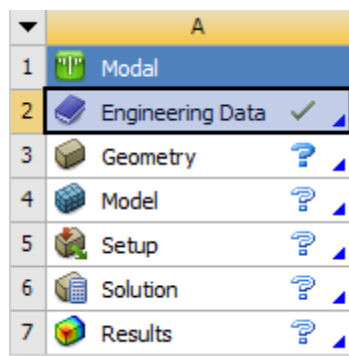 A
1 Modal
2 Engineering Data
3 Geometry
4 Model
5 Setup
6 Solution
7 Results